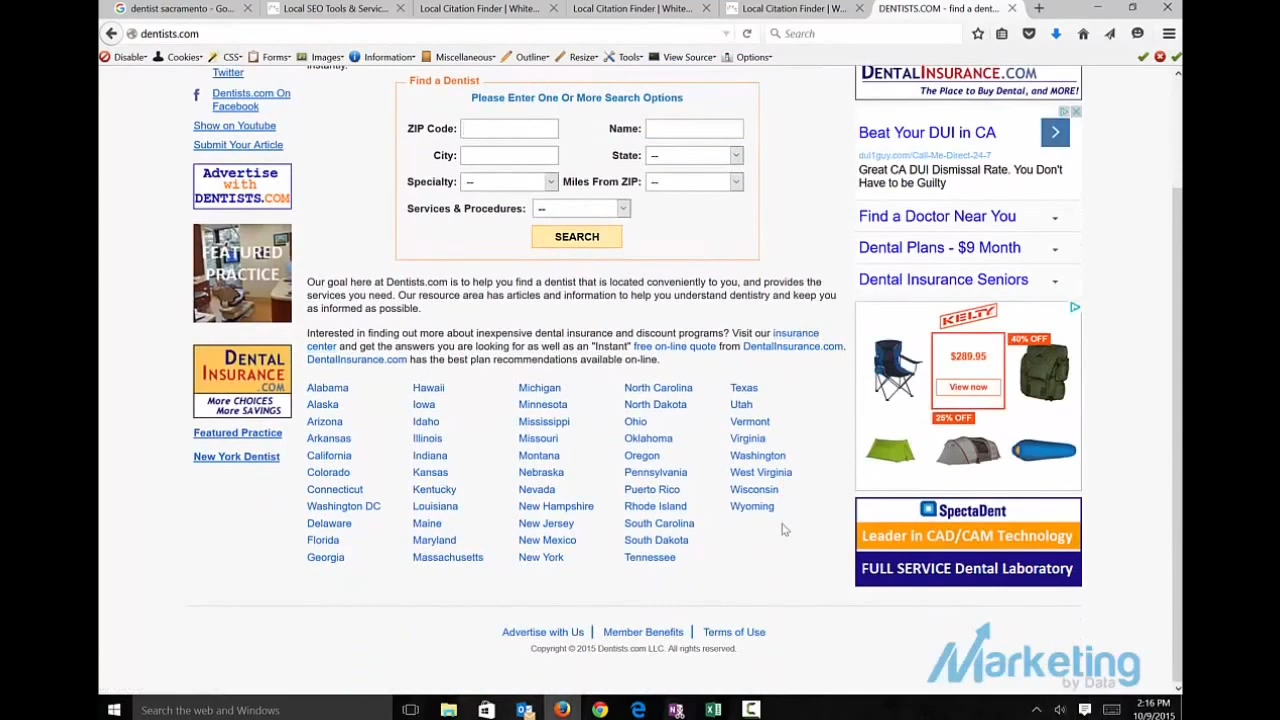 dentist sacramento - Go...
Local SEO Tools & Servic...
Local Citation Finder | White...
Local Citation Finder | White...
Local Citation Finder | W...
DENTISTS.COM - find a dent...
dentists.com
Search
Disable
Cookies
CSS
Forms
Images
Information
Miscellaneous
Outline
Resize
Tools
View Source
Options
instantly.
Twitter
Dentists.com On
Facebook
Show on Youtube
Submit Your Article
Advertise
with
DENTISTS.COM
FEATURED
PRACTICE
DENTAL
INSURANCE
.COM
More CHOICES
More SAVINGS
Featured Practice
New York Dentist
Find a Dentist
Please Enter One Or More Search Options
ZIP Code:
Name:
City:
State: --
Specialty: --
Miles From ZIP: --
Services & Procedures: --
SEARCH
Our goal here at Dentists.com is to help you find a dentist that is located conveniently to you, and provides the
services you need. Our resource area has articles and information to help you understand dentistry and keep you
as informed as possible.
Interested in finding out more about inexpensive dental insurance and discount programs? Visit our insurance
center and get the answers you are looking for as well as an "Instant" free on-line quote from DentalInsurance.com.
DentalInsurance.com has the best plan recommendations available on-line.
Alabama Hawaii Michigan North Carolina Texas
Alaska Iowa Minnesota North Dakota Utah
Arizona Idaho Mississippi Ohio Vermont
Arkansas Illinois Missouri Oklahoma Virginia
California Indiana Montana Oregon Washington
Colorado Kansas Nebraska Pennsylvania West Virginia
Connecticut Kentucky Nevada Puerto Rico Wisconsin
Washington DC Louisiana New Hampshire Rhode Island Wyoming
Delaware Maine New Jersey South Carolina
Florida Maryland New Mexico South Dakota
Georgia Massachusetts New York Tennessee
DENTALINSURANCE.COM
The Place to Buy Dental, and MORE!
Beat Your DUI in CA
dui1guy.com/Call-Me-Direct-24-7
Great CA DUI Dismissal Rate. You Don't
Have to be Guilty
Find a Doctor Near You
Dental Plans - $9 Month
Dental Insurance Seniors
KELTY
$289.95
View now
40% OFF
25% OFF
SpectaDent
Leader in CAD/CAM Technology
FULL SERVICE Dental Laboratory
Advertise with Us | Member Benefits | Terms of Use
Copyright © 2015 Dentists.com LLC. All rights reserved.
Marketing
by Data
Search the web and Windows
2:16 PM
10/9/2015